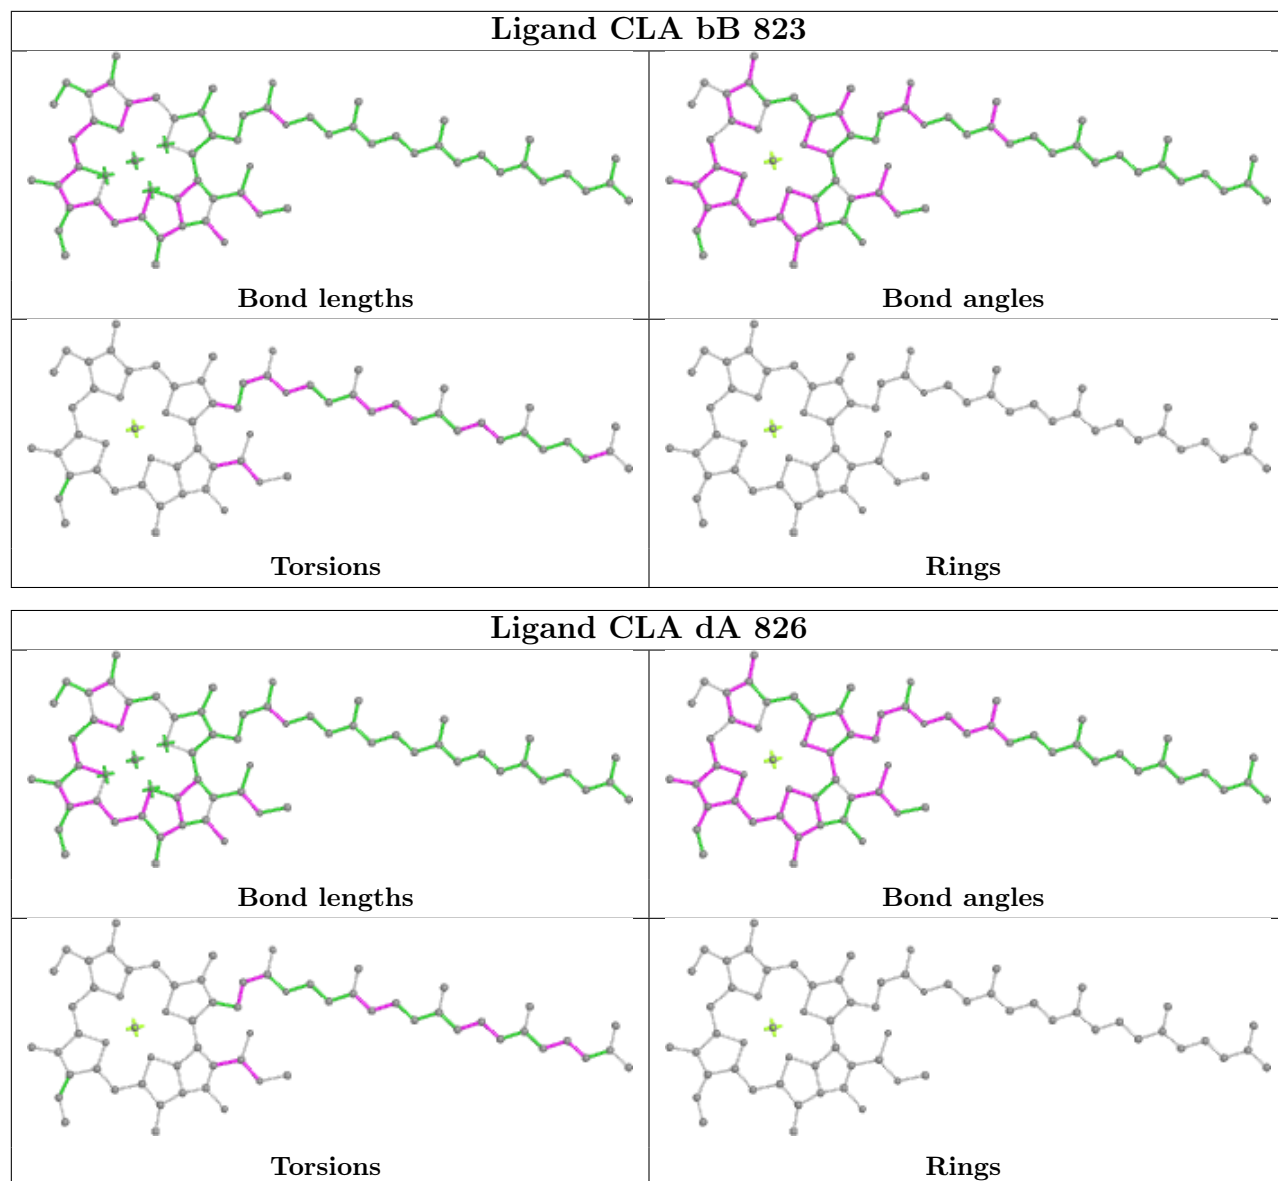 Ligand CLA bB 823
Bond lengths
Bond angles
Torsions
Rings
Ligand CLA dA 826
Bond lengths
Bond angles
Torsions
Rings